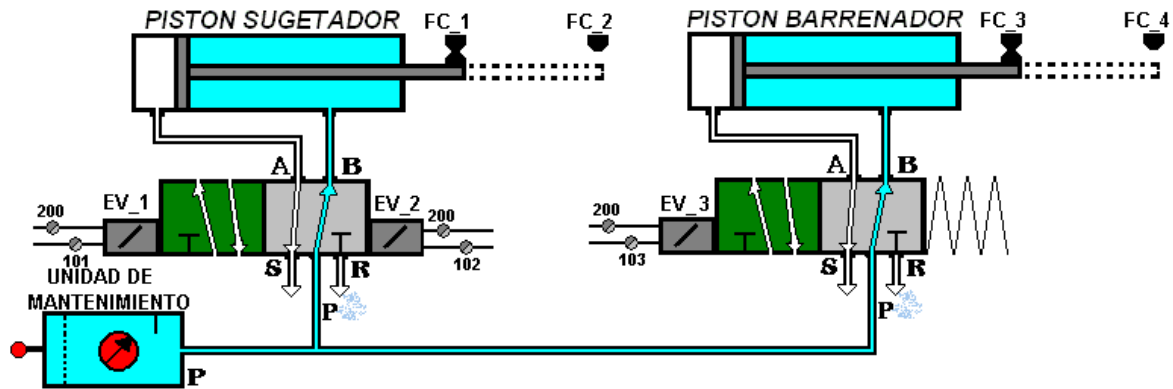 PISTON SUGETADOR FC_1 FC_2 PISTON BARRENADOR FC_3 FC_4
A B A B
EV_1 EV_2 EV_3
200 200 200
101 102 103
S R S R
UNIDAD DE
MANTENIMIENTO
P P
P